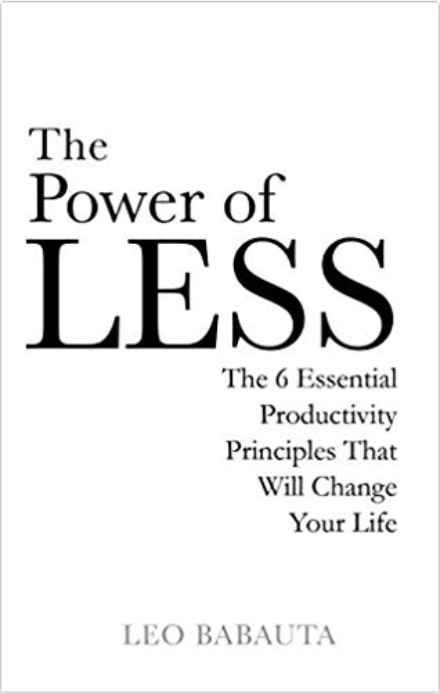 The
Power of
LESS
The 6 Essential
Productivity
Principles That
Will Change
Your Life
LEO BABAUTA